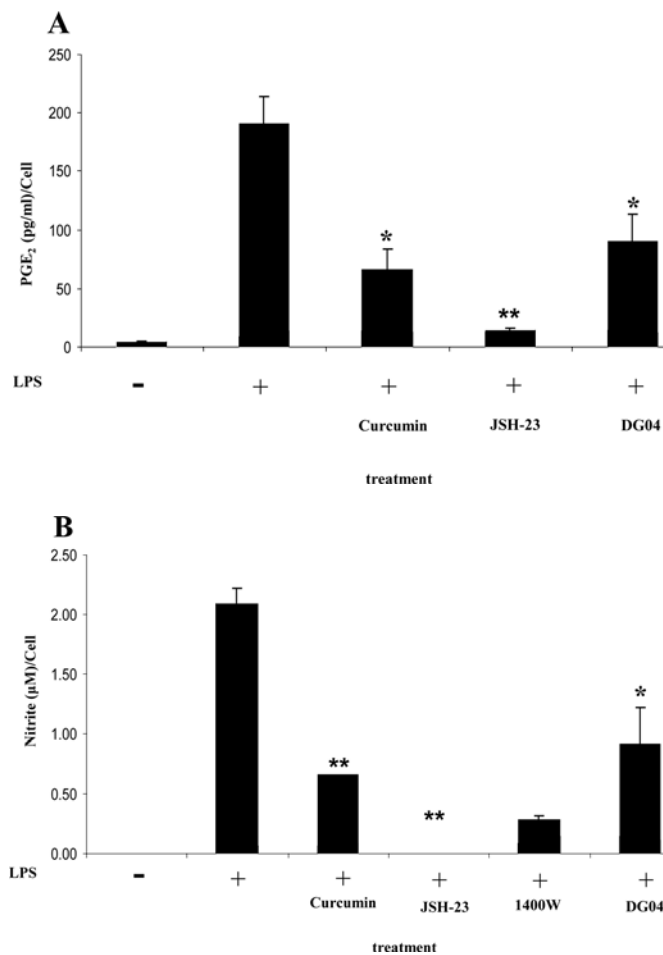 A
250
200
150
100
50
0
PGE₂ (pg/ml)/Cell
*
**
*
LPS - + + + +
Curcumin JSH-23 DG04
treatment
B
2.50
2.00
1.50
1.00
0.50
0.00
Nitrite (µM)/Cell
**
**
*
LPS - + + + + +
Curcumin JSH-23 1400W DG04
treatment